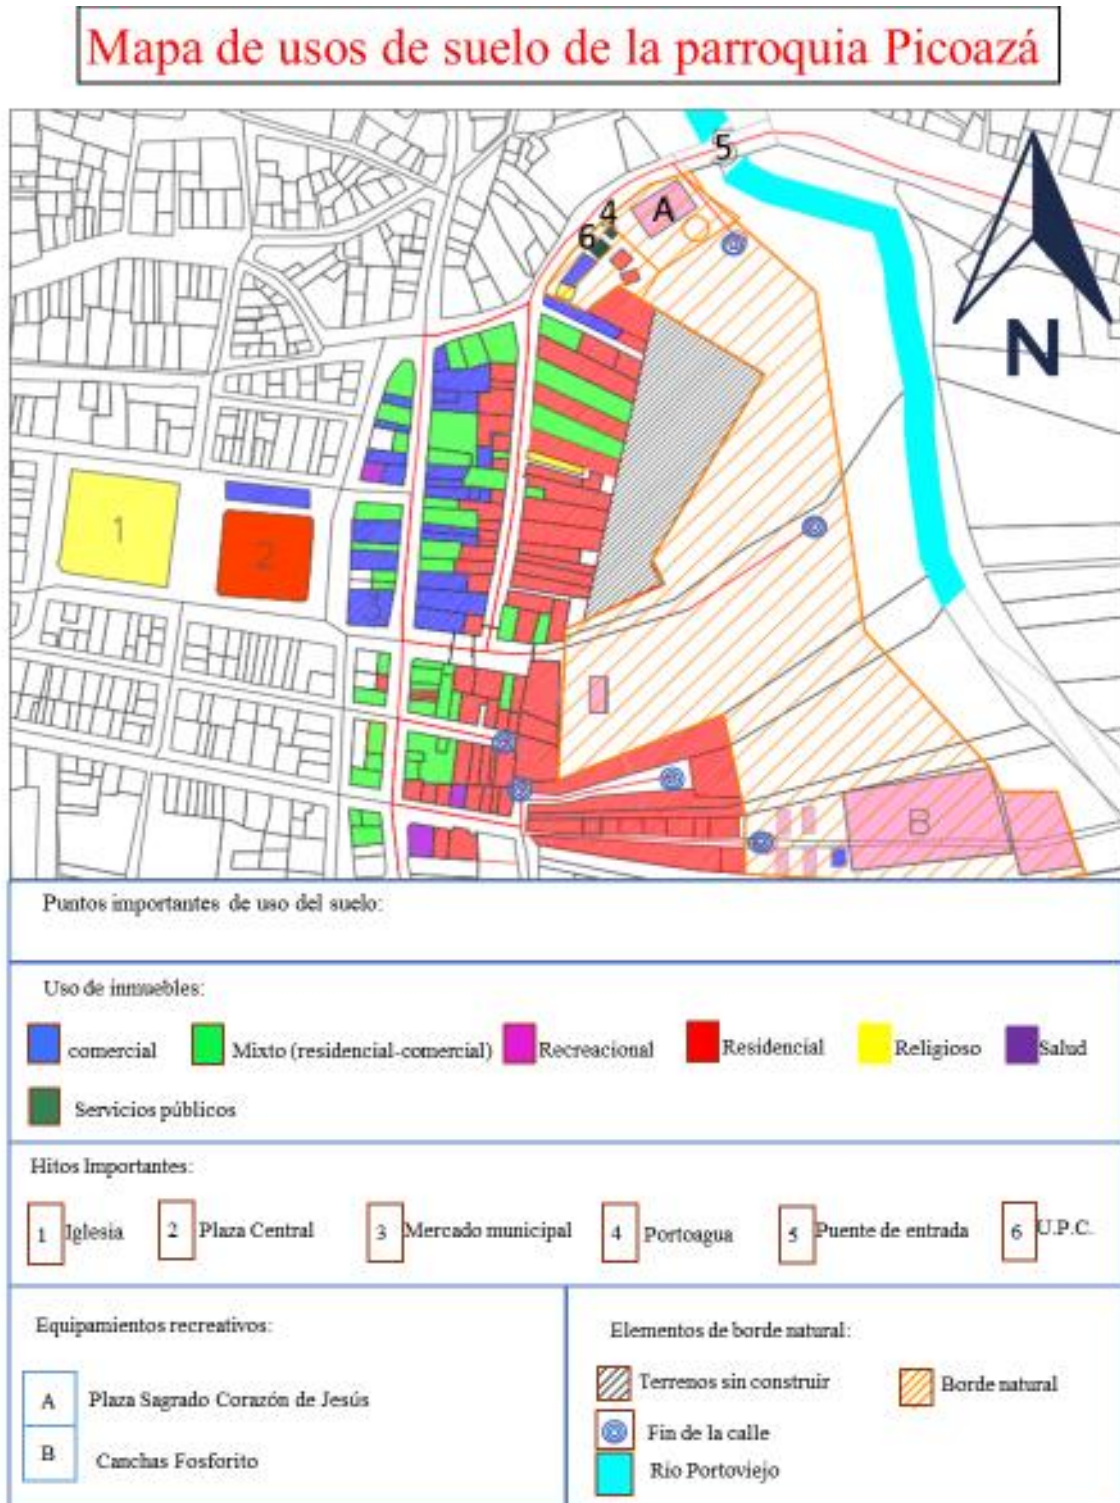 Mapa de usos de suelo de la parroquia Picoazá
5
4
A
6
N
1
2
3
B
Puntos importantes de uso del suelo:
Uso de inmuebles:
comercial Mixto (residencial-comercial) Recreacional Residencial Religioso Salud
Servicios públicos
Hitos Importantes:
1 Iglesia 2 Plaza Central 3 Mercado municipal 4 Portoagua 5 Puente de entrada 6 U.P.C.
Equipamientos recreativos:
A Plaza Sagrado Corazón de Jesús
B Canchas Fosforito
Elementos de borde natural:
Terrenos sin construir Borde natural
Fin de la calle
Rio Portoviejo